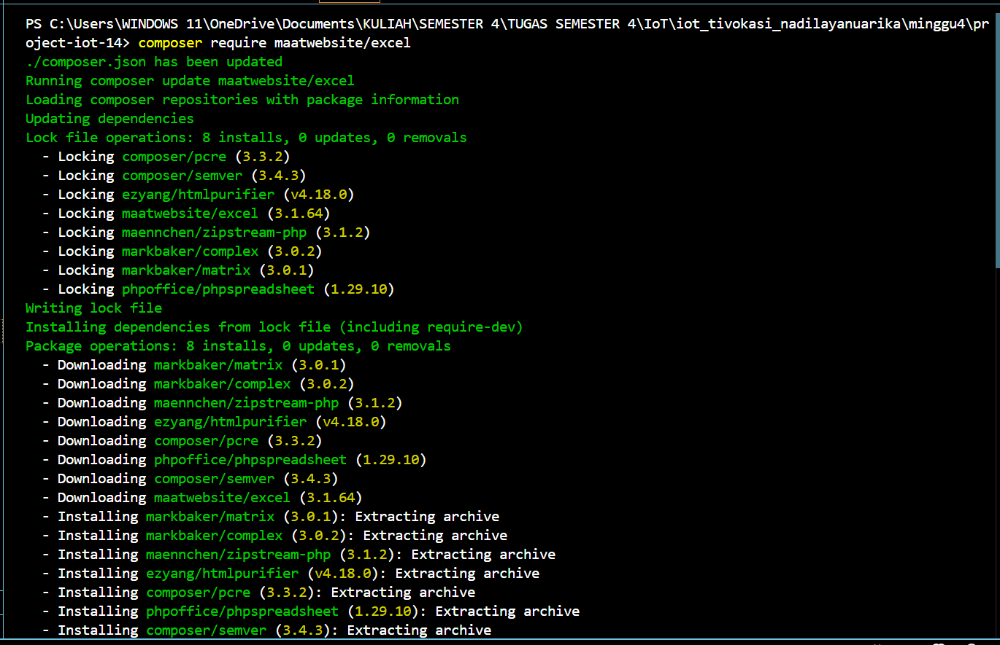 PS C:\Users\WINDOWS 11\OneDrive\Documents\KULIAH\SEMESTER 4\TUGAS SEMESTER 4\IoT\iot_tivokasi_nadilayanuarika\minggu4\pr
oject-iot-14> composer require maatwebsite/excel
./composer.json has been updated
Running composer update maatwebsite/excel
Loading composer repositories with package information
Updating dependencies
Lock file operations: 8 installs, 0 updates, 0 removals
  - Locking composer/pcre (3.3.2)
  - Locking composer/semver (3.4.3)
  - Locking ezyang/htmlpurifier (v4.18.0)
  - Locking maatwebsite/excel (3.1.64)
  - Locking maennchen/zipstream-php (3.1.2)
  - Locking markbaker/complex (3.0.2)
  - Locking markbaker/matrix (3.0.1)
  - Locking phpoffice/phpspreadsheet (1.29.10)
Writing lock file
Installing dependencies from lock file (including require-dev)
Package operations: 8 installs, 0 updates, 0 removals
  - Downloading markbaker/matrix (3.0.1)
  - Downloading markbaker/complex (3.0.2)
  - Downloading maennchen/zipstream-php (3.1.2)
  - Downloading ezyang/htmlpurifier (v4.18.0)
  - Downloading composer/pcre (3.3.2)
  - Downloading phpoffice/phpspreadsheet (1.29.10)
  - Downloading composer/semver (3.4.3)
  - Downloading maatwebsite/excel (3.1.64)
  - Installing markbaker/matrix (3.0.1): Extracting archive
  - Installing markbaker/complex (3.0.2): Extracting archive
  - Installing maennchen/zipstream-php (3.1.2): Extracting archive
  - Installing ezyang/htmlpurifier (v4.18.0): Extracting archive
  - Installing composer/pcre (3.3.2): Extracting archive
  - Installing phpoffice/phpspreadsheet (1.29.10): Extracting archive
  - Installing composer/semver (3.4.3): Extracting archive